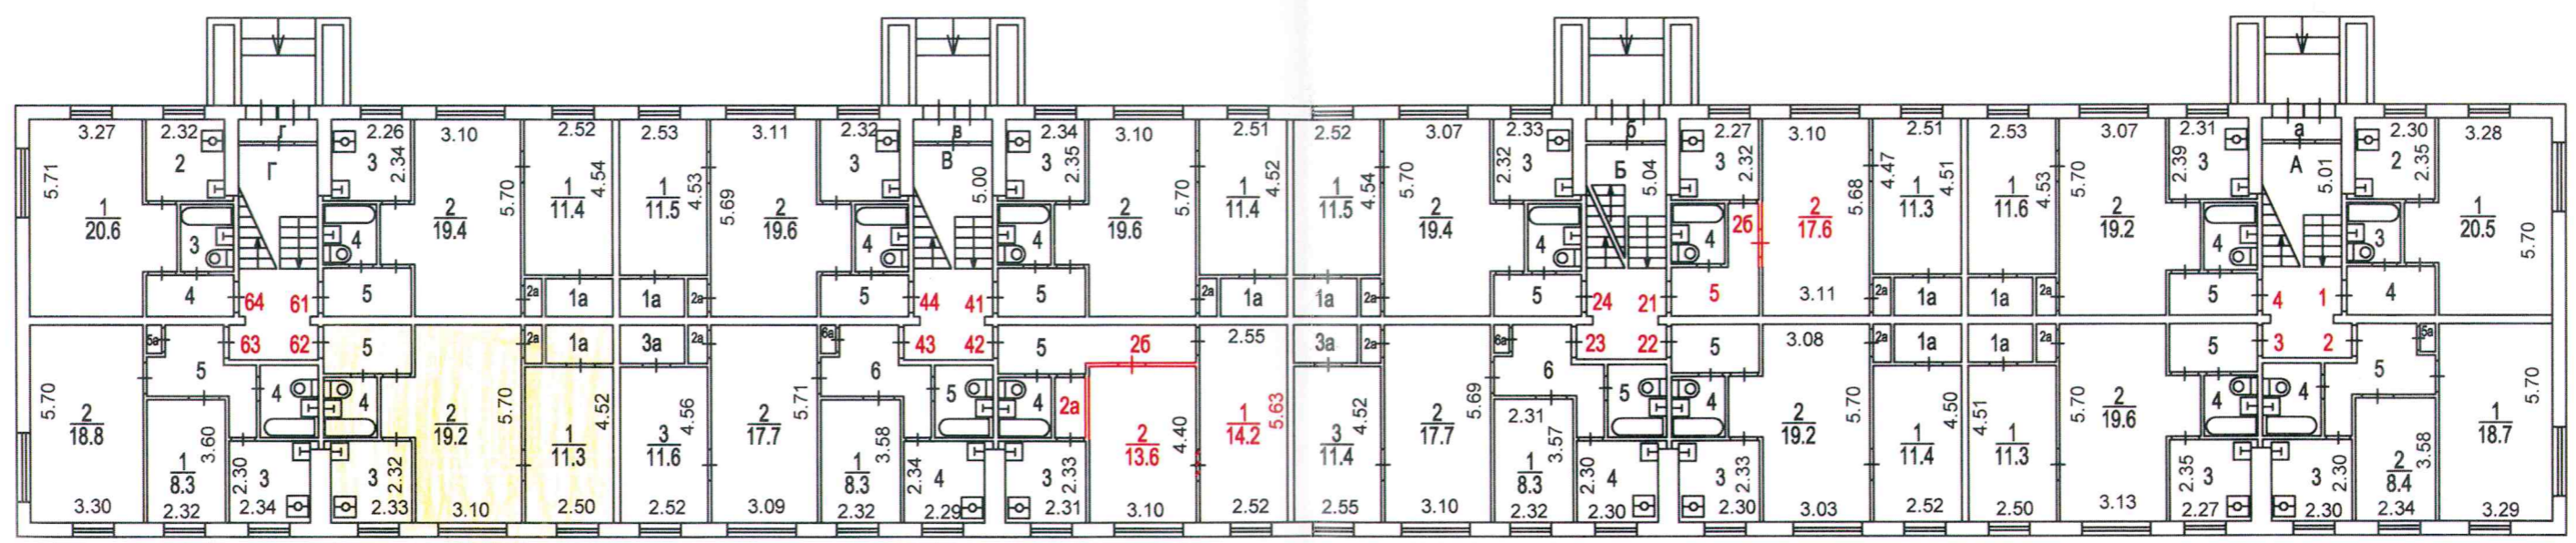 г в б а
3.27 2.32 2.26 3.10 2.52 2.53 3.11 2.32 2.34 3.10 2.51 2.52 3.07 2.33 2.27 3.10 2.51 2.53 3.07 2.31 2.30 3.28
2 Г 3 3 В 3 3 Б 3 3 А 2
5.71 2.34 5.70 4.54 4.53 5.69 5.00 2.35 5.70 4.52 4.54 5.70 2.32 5.04 2.32 5.68 4.47 4.51 4.53 5.70 2.39 5.01 2.35 5.70
1 2 1 1 2 2 1 1 2 2 1 1 2 1
20.6 19.4 11.4 11.5 19.6 19.6 11.4 11.5 19.4 17.6 11.3 11.6 19.2 20.5
3 4 4 4 4 4 2б 4 3
4 64 61 5 2а 1а 1а 2а 5 44 41 5 2а 1а 1а 2а 5 24 21 5 3.11 2а 1а 1а 2а 5 4 1 4
5а 63 62 5 2а 1а 3а 2а 6а 43 42 5 2б 2.55 3а 2а 6а 23 22 5 3.08 2а 1а 1а 2а 5 3 2 5а
5 4 4 6 5 4 2а 6 5 4 4 4 5
5.70 5.70 4.52 4.56 5.71 4.40 5.63 4.52 5.69 5.70 4.50 4.51 5.70 5.70
2 2 1 3 2 2 1 3 2 2 1 1 2 1
18.8 19.2 11.3 11.6 17.7 13.6 14.2 11.4 17.7 19.2 11.4 11.3 19.6 18.7
2.31
3.60 2.30 2.32 3.58 2.34 2.33 3.57 2.30 2.33 2.35 2.30 3.58
1 3 3 1 4 3 1 4 3 3 3 2
8.3 8.3 8.3 8.4
3.30 2.32 2.34 2.33 3.10 2.50 2.52 3.09 2.32 2.29 2.31 3.10 2.52 2.55 3.10 2.32 2.30 2.30 3.03 2.52 2.50 3.13 2.27 2.30 2.34 3.29